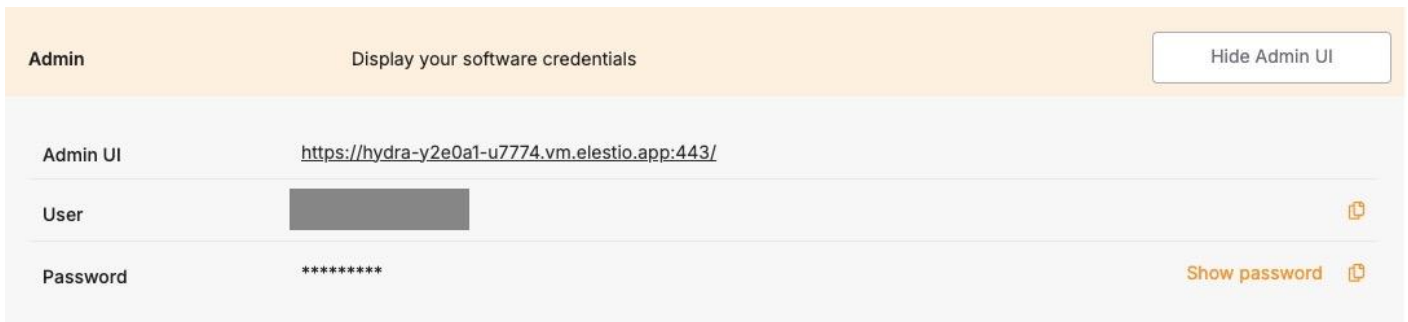 Admin Display your software credentials Hide Admin UI
Admin UI https://hydra-y2e0a1-u7774.vm.elestio.app:443/
User
Password ********* Show password